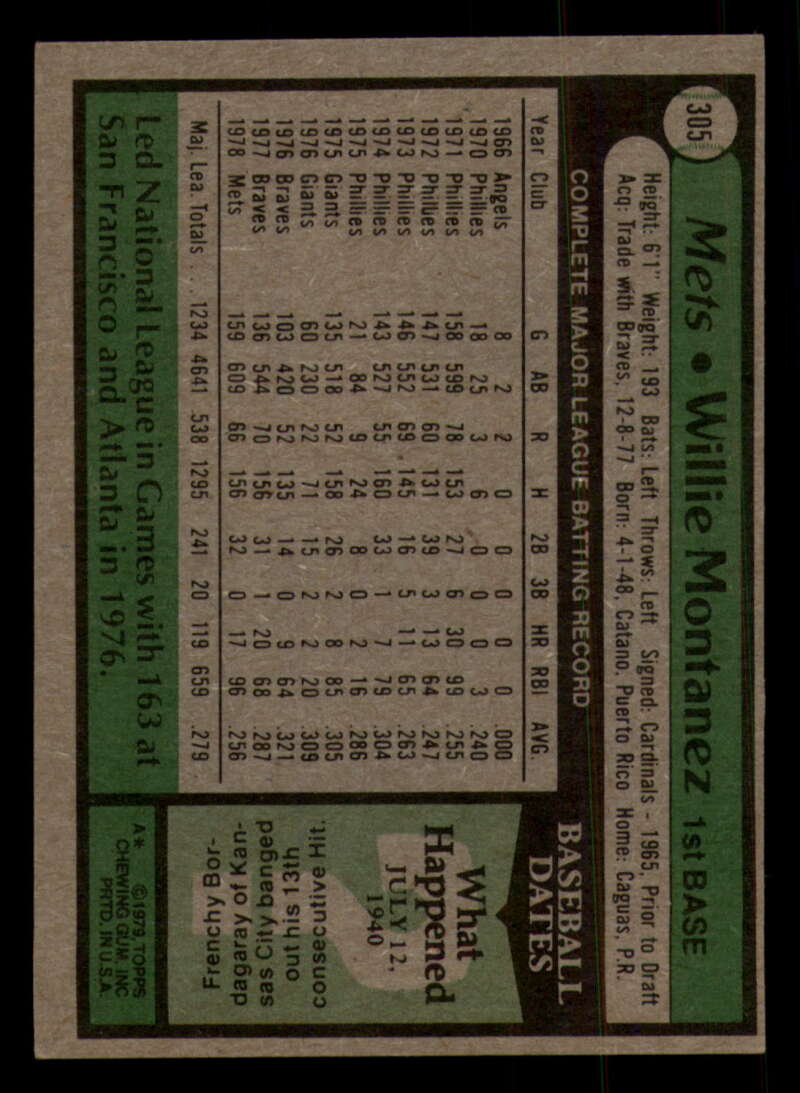 305
Mets • Willie Montanez 1st BASE
Height: 6'1" Weight: 193 Bats: Left Throws: Left Signed: Cardinals - 1965, Prior to Draft
Acq: Trade with Braves, 12-8-77 Born: 4-1-48, Catano, Puerto Rico Home: Caguas, P.R.
COMPLETE MAJOR LEAGUE BATTING RECORD
Year Club G AB R H 2B 3B HR RBI AVG.
1966 Angels 8 2 2 0 0 0 0 0 .000
1970 Phillies 18 25 3 6 0 0 0 3 .240
1971 Phillies 158 599 78 153 27 6 30 99 .255
1972 Phillies 147 531 60 131 39 3 13 64 .247
1973 Phillies 146 552 69 145 16 5 11 65 .263
1974 Phillies 143 527 55 160 33 1 7 79 .304
1975 Phillies 21 84 9 24 8 0 2 16 .286
1975 Giants 135 518 52 158 26 2 8 85 .305
1976 Giants 60 230 22 71 15 2 2 20 .309
1976 Braves 103 420 52 135 14 0 9 64 .321
1977 Braves 136 544 70 156 31 1 20 68 .287
1978 Mets 159 609 66 156 32 0 17 96 .256
Maj. Lea. Totals . . . 1234 4641 538 1295 241 20 119 659 .279
Led National League in Games with 163 at
San Francisco and Atlanta in 1976.
BASEBALL
DATES
What
Happened
JULY 12,
1940
Frenchy Bor-
dagaray of Kan-
sas City banged
out his 13th
consecutive Hit.
A* ©1979, TOPPS
CHEWING GUM, INC
PRTD. IN U.S.A.